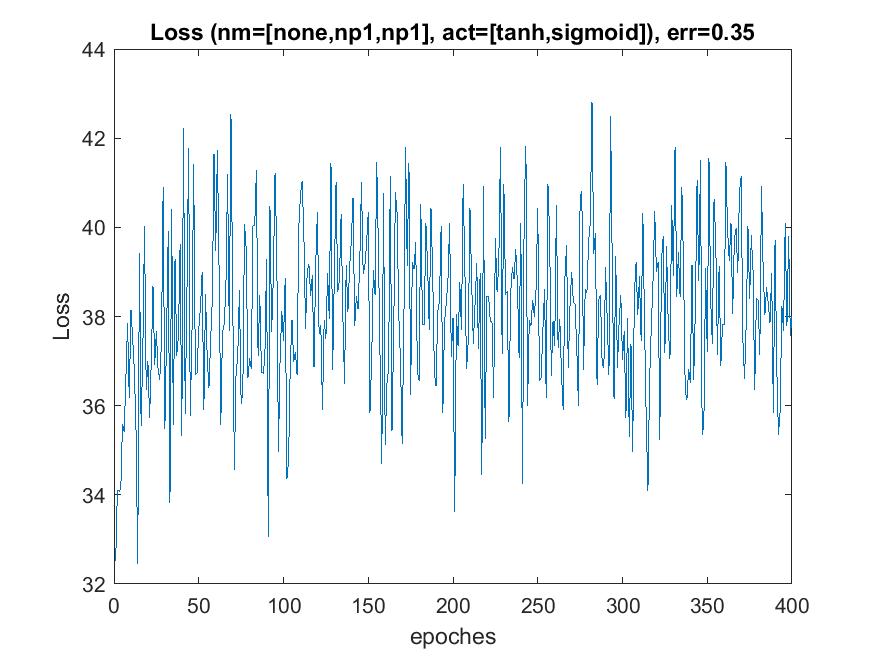 Loss (nm=[none,np1,np1], act=[tanh,sigmoid]), err=0.35
44
42
40
38
36
34
32
Loss
0 50 100 150 200 250 300 350 400
epoches